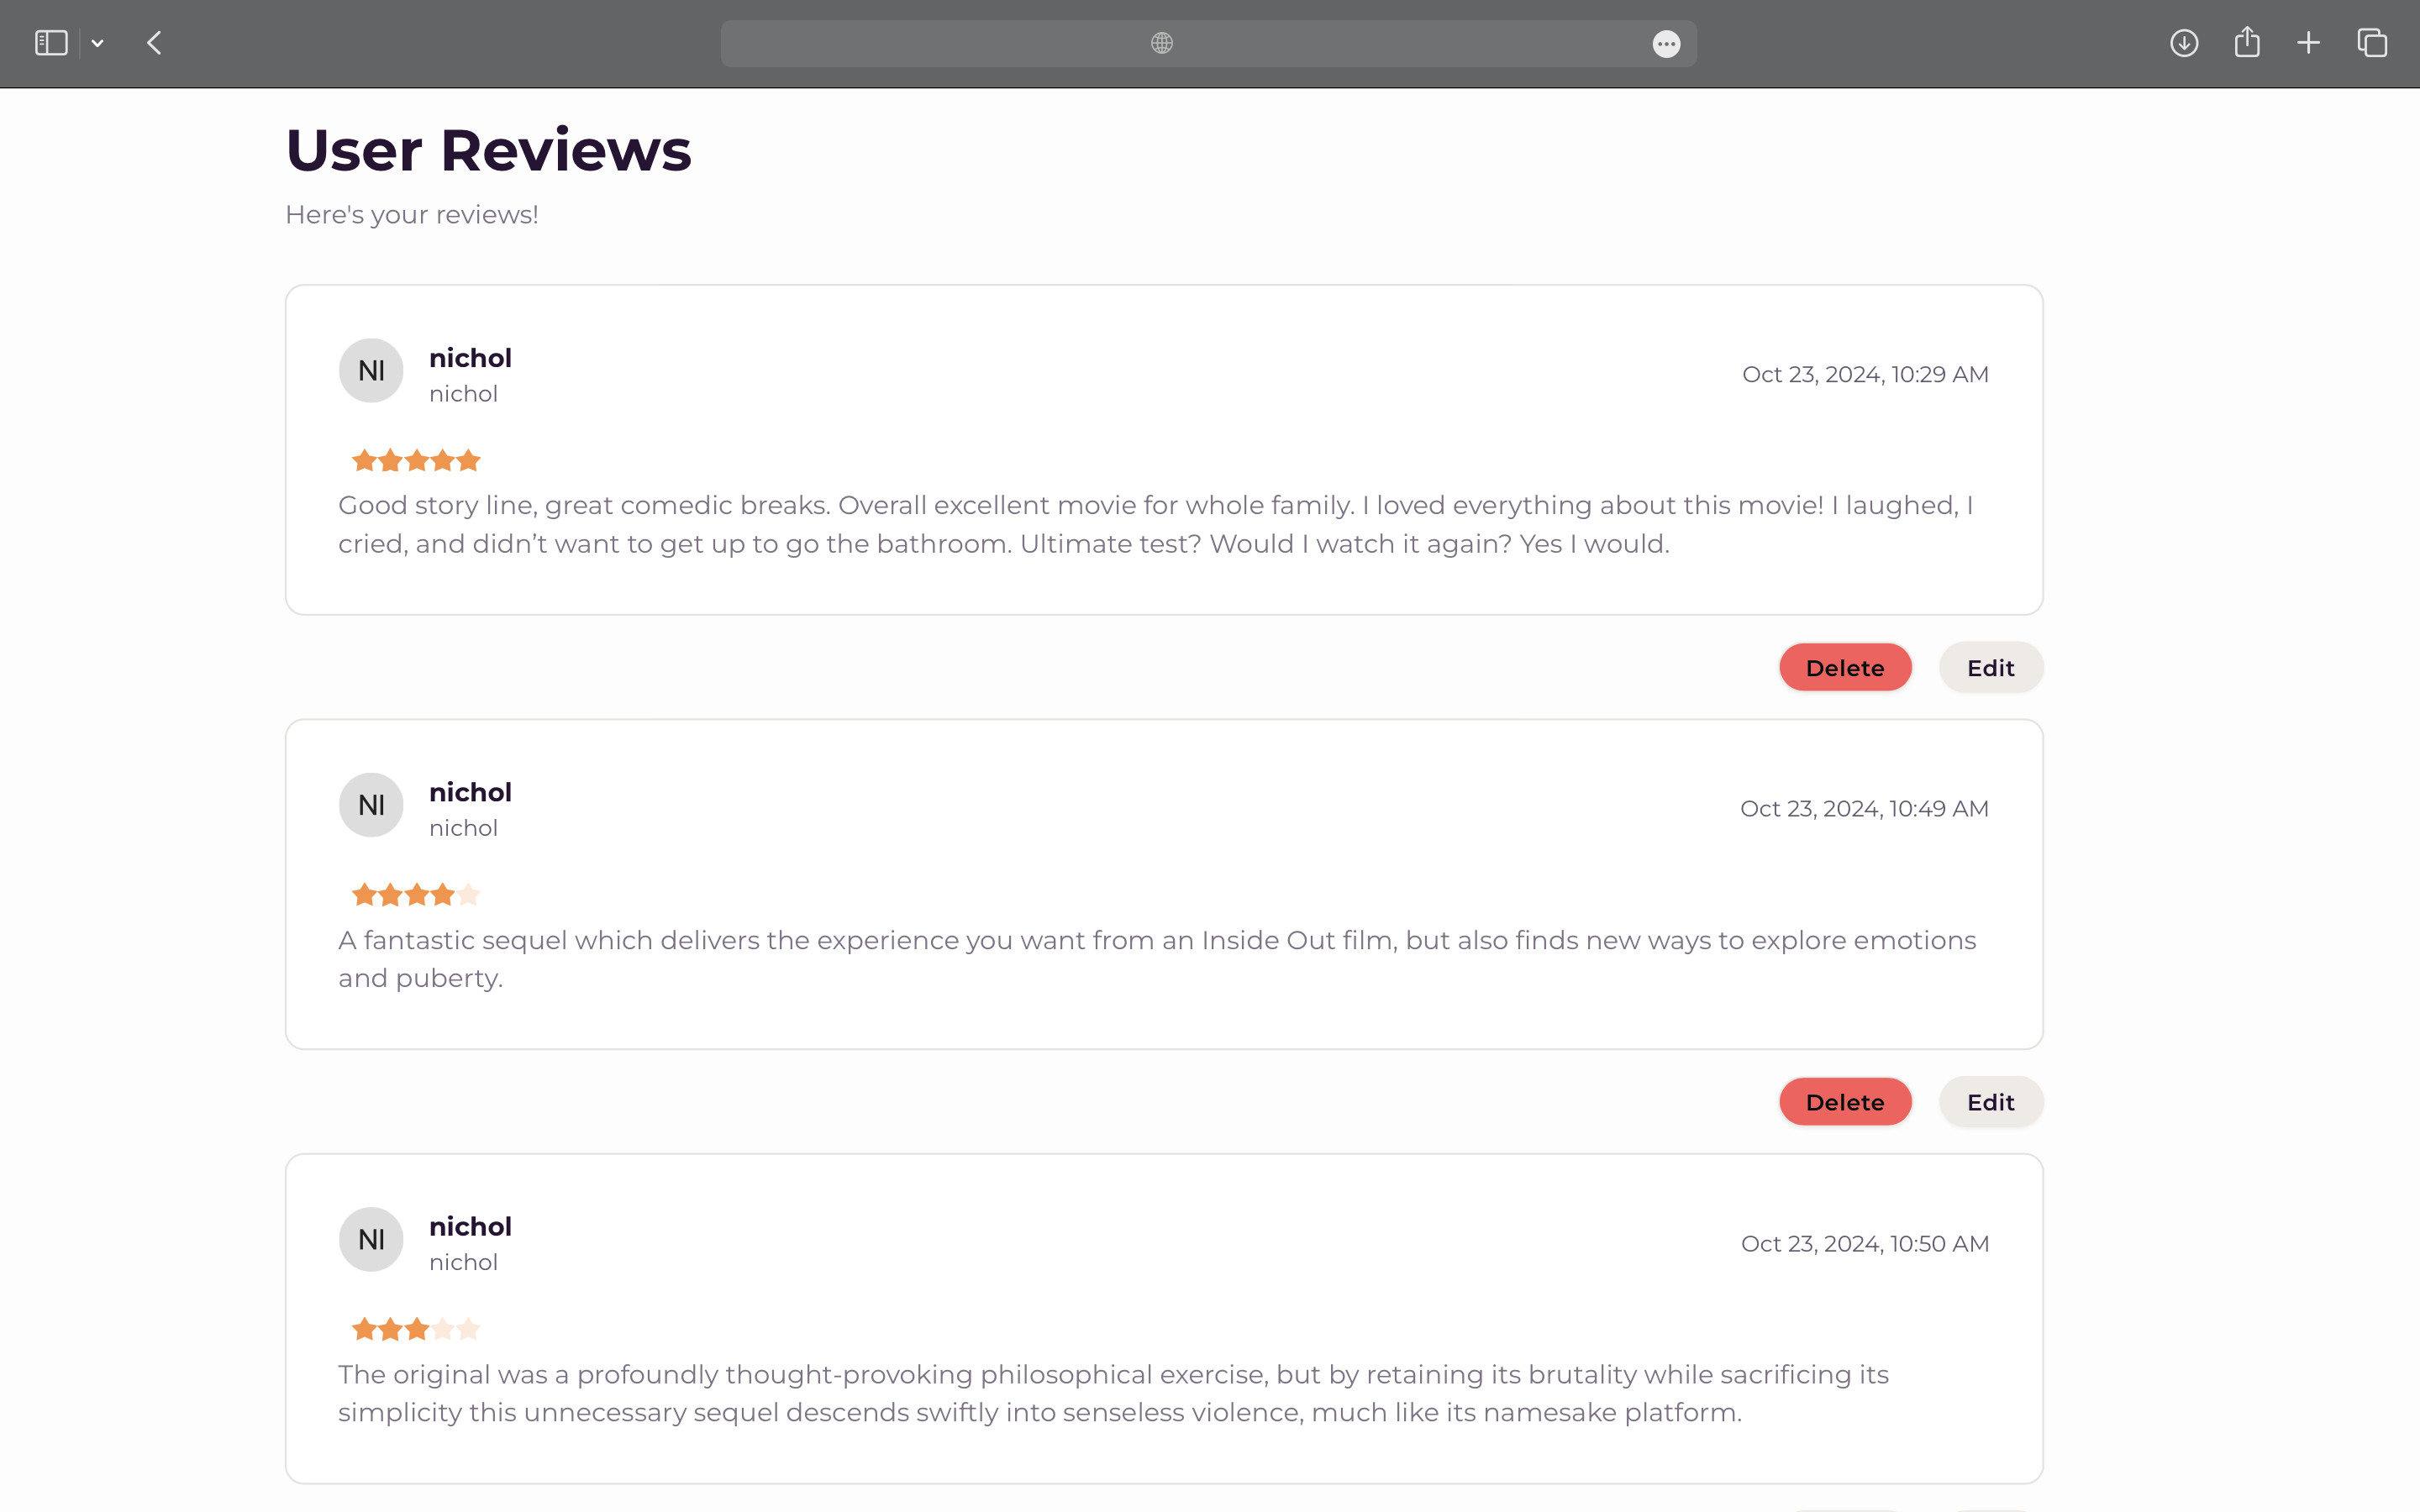 User Reviews
Here's your reviews!
NI
nichol
nichol
Oct 23, 2024, 10:29 AM
Good story line, great comedic breaks. Overall excellent movie for whole family. I loved everything about this movie! I laughed, I
cried, and didn’t want to get up to go the bathroom. Ultimate test? Would I watch it again? Yes I would.
Delete
Edit
NI
nichol
nichol
Oct 23, 2024, 10:49 AM
A fantastic sequel which delivers the experience you want from an Inside Out film, but also finds new ways to explore emotions
and puberty.
Delete
Edit
NI
nichol
nichol
Oct 23, 2024, 10:50 AM
The original was a profoundly thought-provoking philosophical exercise, but by retaining its brutality while sacrificing its
simplicity this unnecessary sequel descends swiftly into senseless violence, much like its namesake platform.